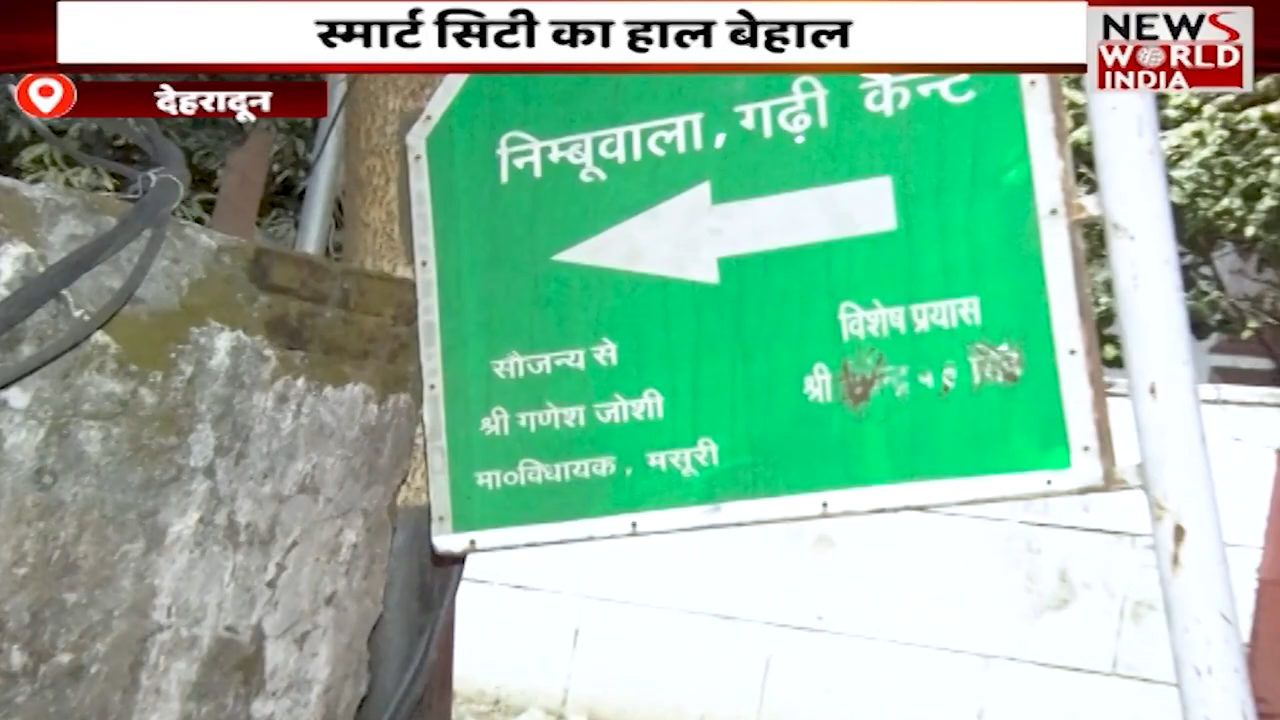 स्मार्ट सिटी का हाल बेहाल
NEWS
WORLD
INDIA
देहरादून
निम्बूवाला, गढ़ी कैन्ट
विशेष प्रयास
श्री
सौजन्य से
श्री गणेश जोशी
मा०विधायक , मसूरी